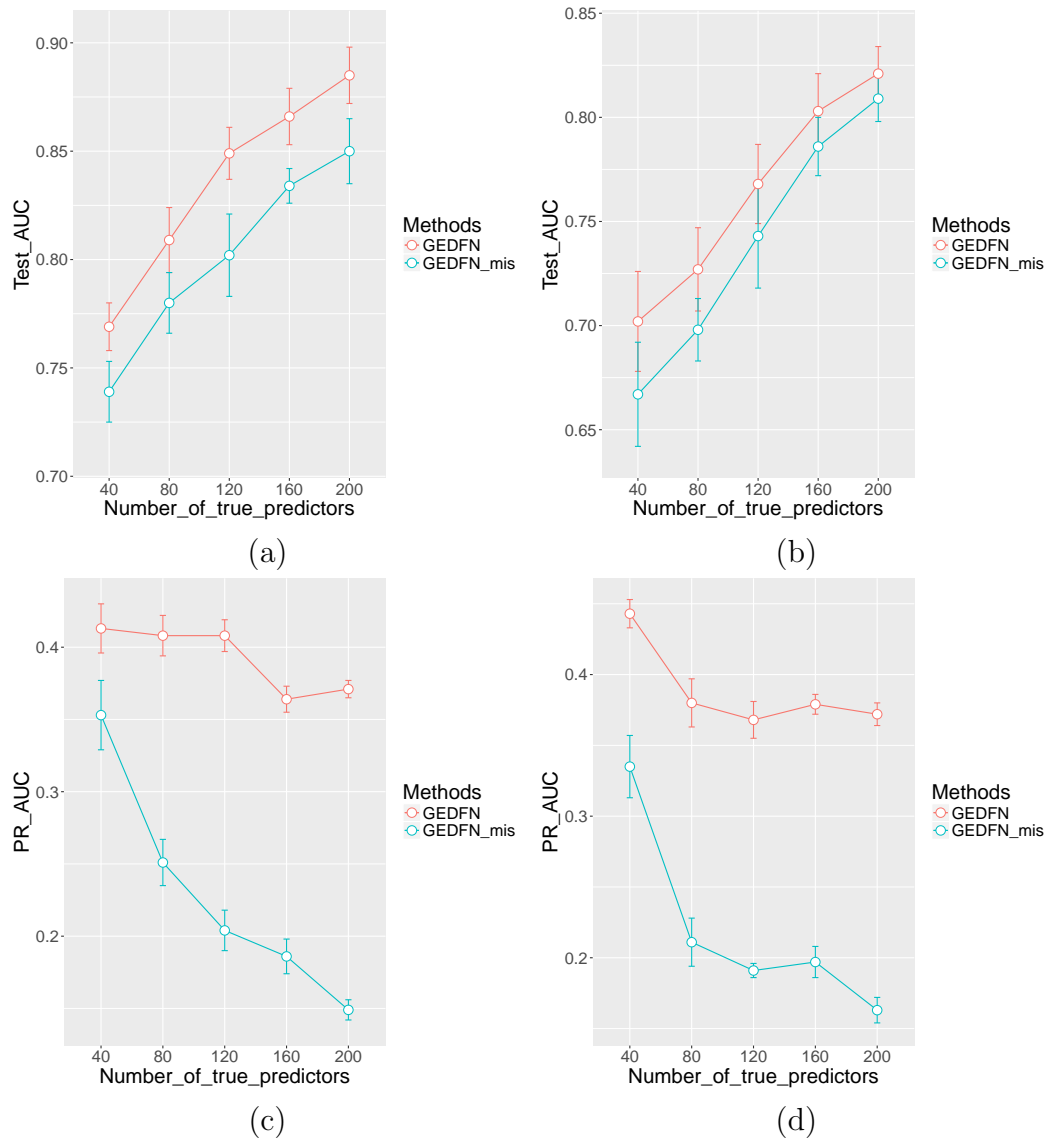 0.90
0.85
0.80
0.75
0.70
Test_AUC
40 80 120 160 200
Number_of_true_predictors
Methods
GEDFN
GEDFN_mis
(a)
0.85
0.80
0.75
0.70
0.65
Test_AUC
40 80 120 160 200
Number_of_true_predictors
Methods
GEDFN
GEDFN_mis
(b)
0.4
0.3
0.2
PR_AUC
40 80 120 160 200
Number_of_true_predictors
Methods
GEDFN
GEDFN_mis
(c)
0.4
0.3
0.2
PR_AUC
40 80 120 160 200
Number_of_true_predictors
Methods
GEDFN
GEDFN_mis
(d)